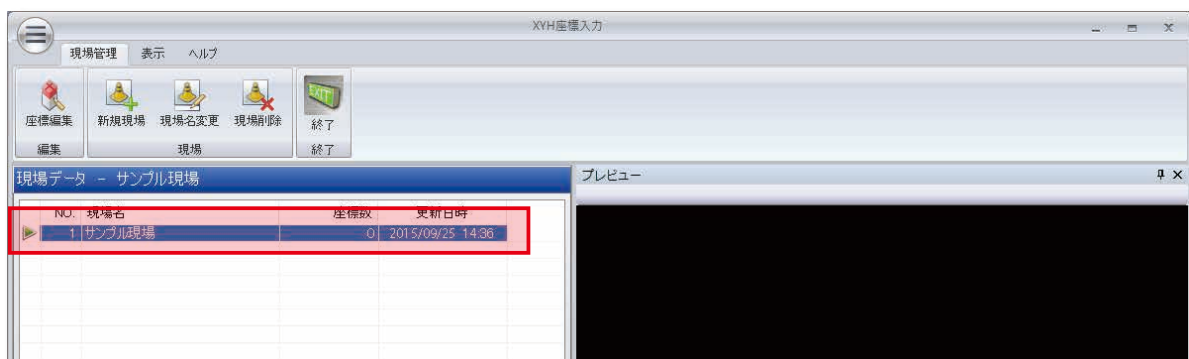 XYH座標入力
現場管理 表示 ヘルプ
座標編集 新規現場 現場名変更 現場削除 EXIT 終了
編集 現場 終了
現場データ - サンプル現場
プレビュー
NO. 現場名 座標数 更新日時
1 サンプル現場 0 2015/09/25 14:36